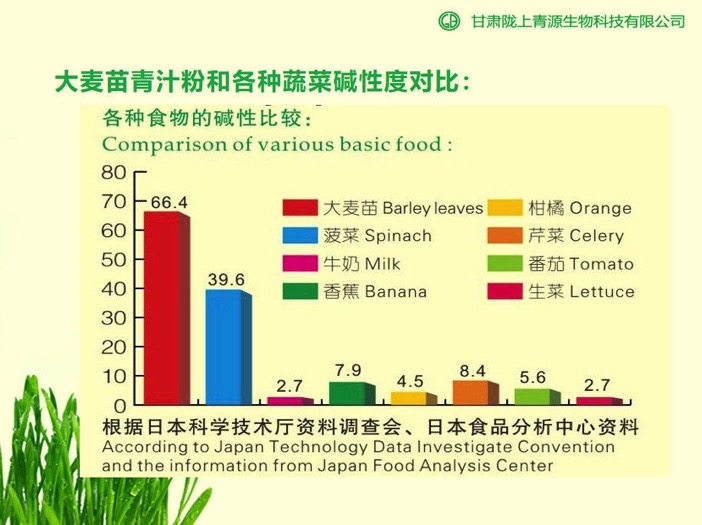 甘肃陇上青源生物科技有限公司
大麦苗青汁粉和各种蔬菜碱性度对比：
各种食物的碱性比较：
Comparison of various basic food :
80
70
60
50
40
30
20
10
0
66.4
39.6
2.7
7.9
4.5
8.4
5.6
2.7
大麦苗 Barley leaves
柑橘 Orange
菠菜 Spinach
芹菜 Celery
牛奶 Milk
番茄 Tomato
香蕉 Banana
生菜 Lettuce
根据日本科学技术厅资料调查会、日本食品分析中心资料
According to Japan Technology Data Investigate Convention
and the information from Japan Food Analysis Center